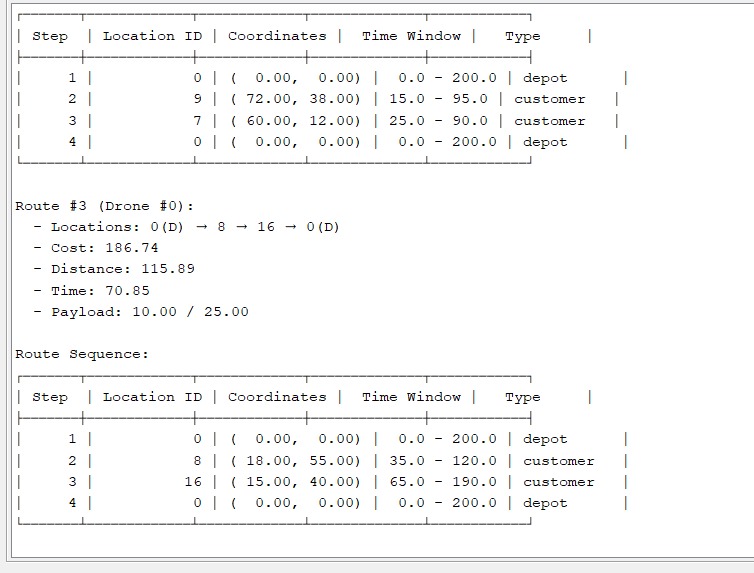 | Step | Location ID | Coordinates | Time Window | Type |
| 1 | 0 | ( 0.00, 0.00) | 0.0 - 200.0 | depot |
| 2 | 9 | ( 72.00, 38.00) | 15.0 - 95.0 | customer |
| 3 | 7 | ( 60.00, 12.00) | 25.0 - 90.0 | customer |
| 4 | 0 | ( 0.00, 0.00) | 0.0 - 200.0 | depot |
Route #3 (Drone #0):
- Locations: 0(D) → 8 → 16 → 0(D)
- Cost: 186.74
- Distance: 115.89
- Time: 70.85
- Payload: 10.00 / 25.00
Route Sequence:
| Step | Location ID | Coordinates | Time Window | Type |
| 1 | 0 | ( 0.00, 0.00) | 0.0 - 200.0 | depot |
| 2 | 8 | ( 18.00, 55.00) | 35.0 - 120.0 | customer |
| 3 | 16 | ( 15.00, 40.00) | 65.0 - 190.0 | customer |
| 4 | 0 | ( 0.00, 0.00) | 0.0 - 200.0 | depot |